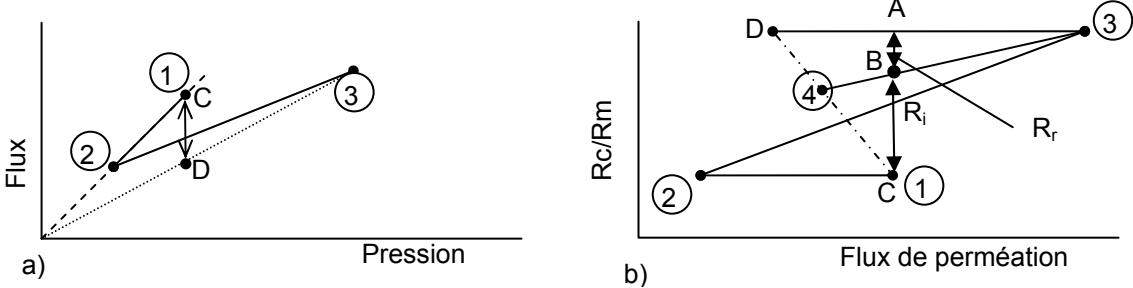 Flux
1
C
2
3
D
Pression
a)
A
D
3
B
4
Ri
Rr
Rc/Rm
2
C
1
Flux de perméation
b)